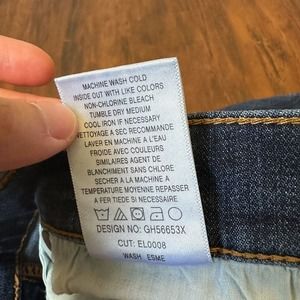 MACHINE WASH COLD
INSIDE OUT WITH LIKE COLORS
NON-CHLORINE BLEACH
TUMBLE DRY MEDIUM
COOL IRON IF NECESSARY
NETTOYAGE A SEC RECOMMANDE
LAVER EN MACHINE A L'EAU
FROIDE AVEC COULEURS
SIMILAIRES AGENT DE
BLANCHIMENT SANS CHLORE
SECHER A LA MACHINE A
TEMPERATURE MOYENNE REPASSER
A FER TIEDE SI NECESSAIRE
DESIGN NO: GH56653X
CUT: EL0008
WASH ESME